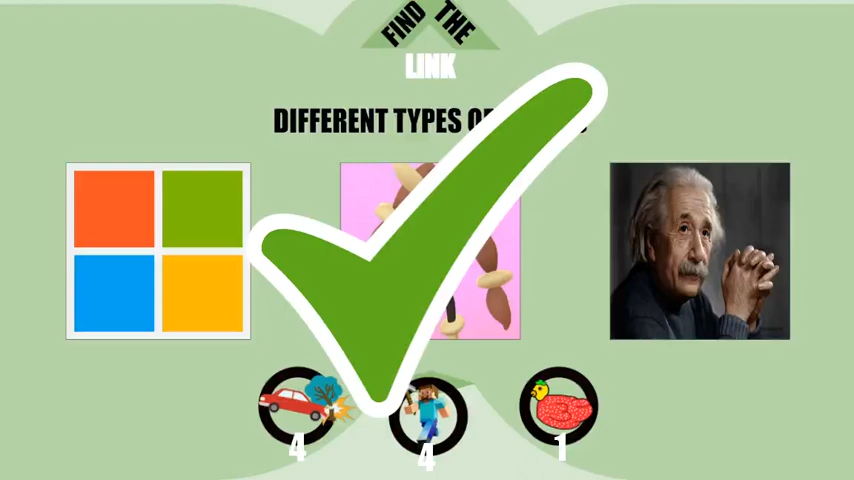 FIND THE
LINK
DIFFERENT TYPES
4
4
1